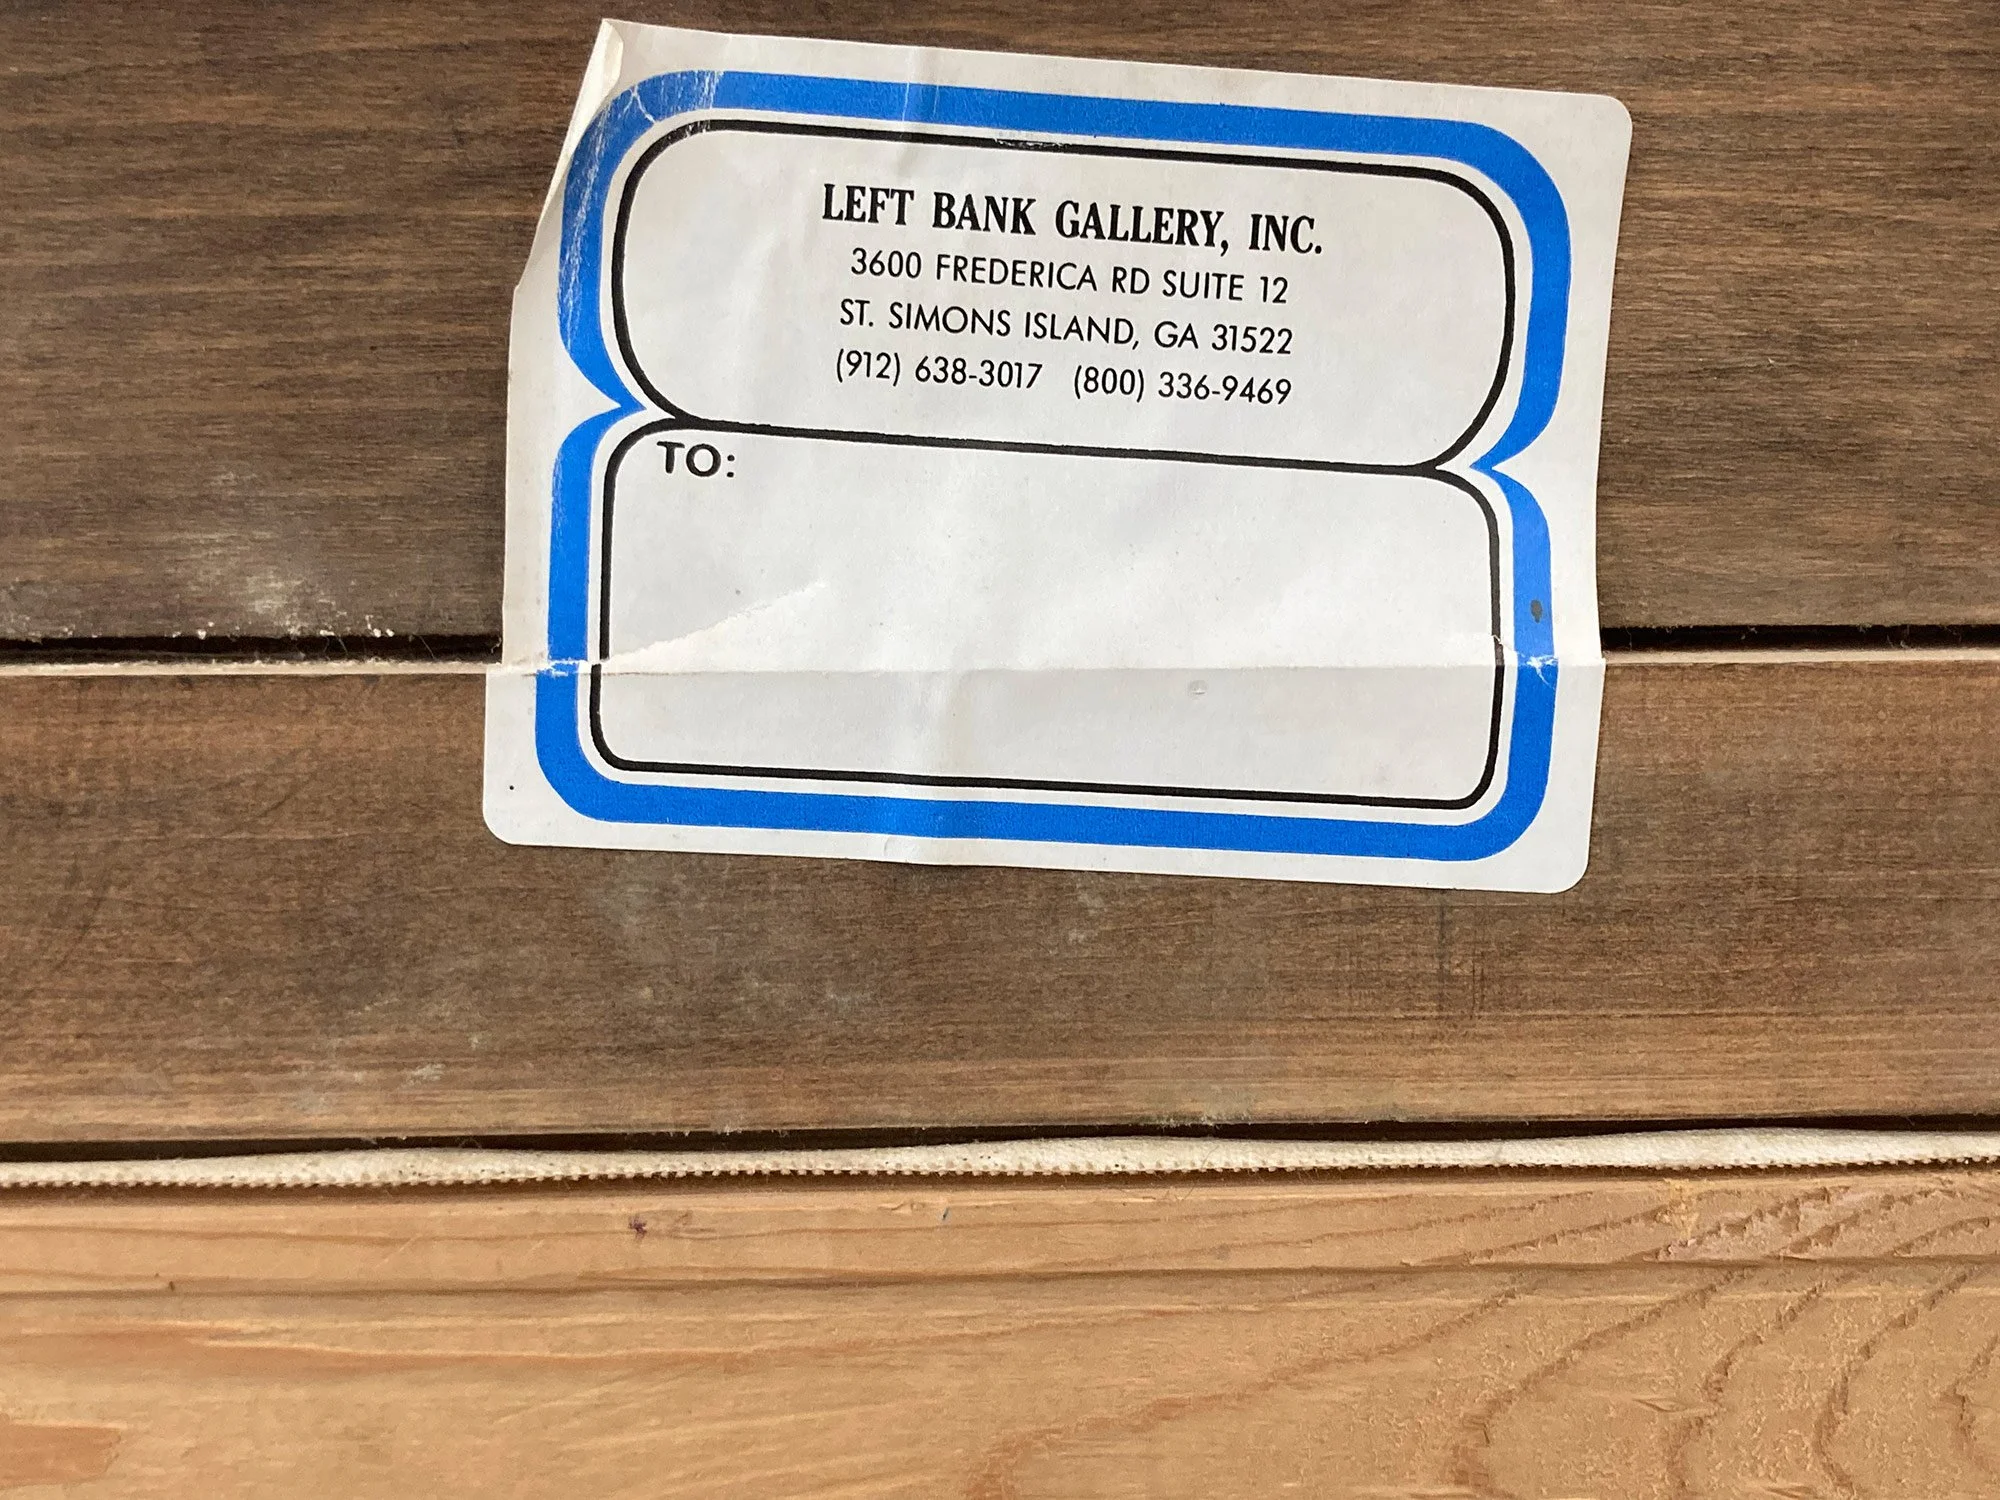 LEFT BANK GALLERY, INC.
3600 FREDERICA RD SUITE 12
ST. SIMONS ISLAND, GA 31522
(912) 638-3017 (800) 336-9469
TO: